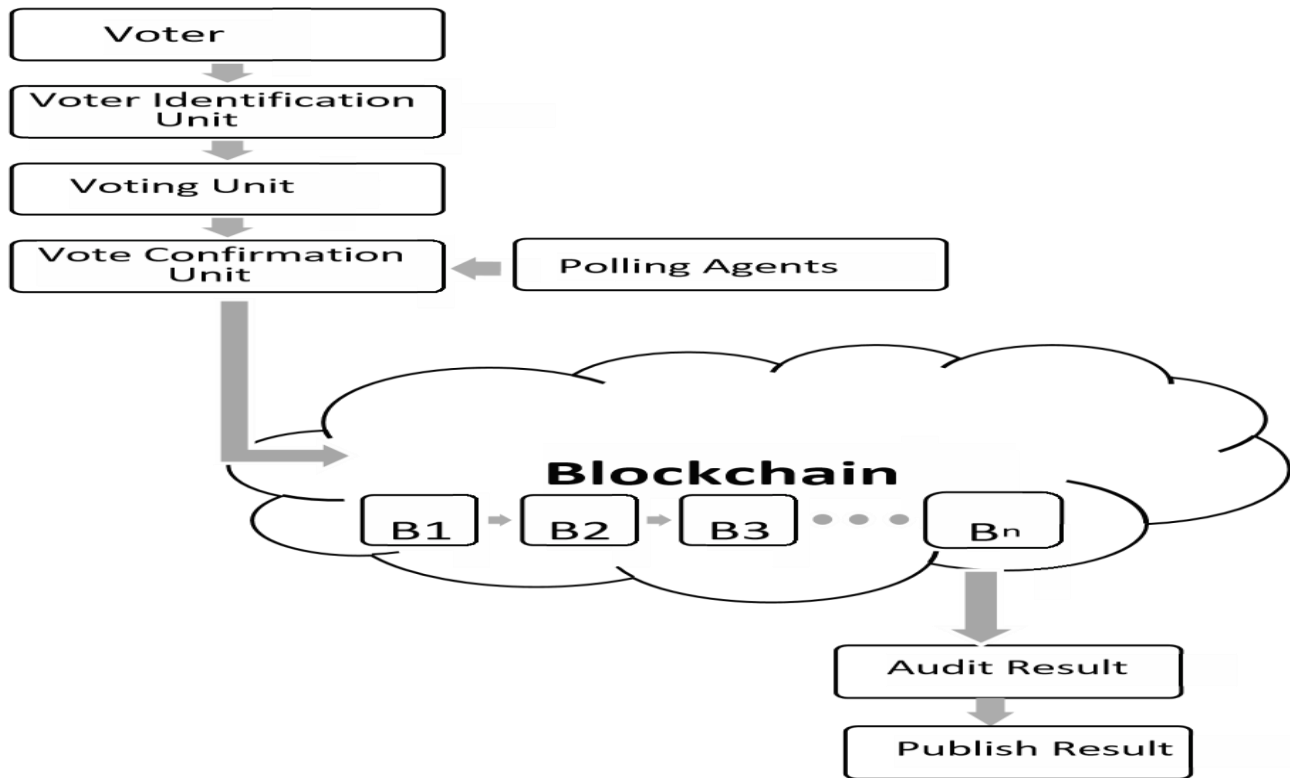 Voter
Voter Identification
Unit
Voting Unit
Vote Confirmation
Unit
Polling Agents
Blockchain
B1
B2
B3
Bn
Audit Result
Publish Result